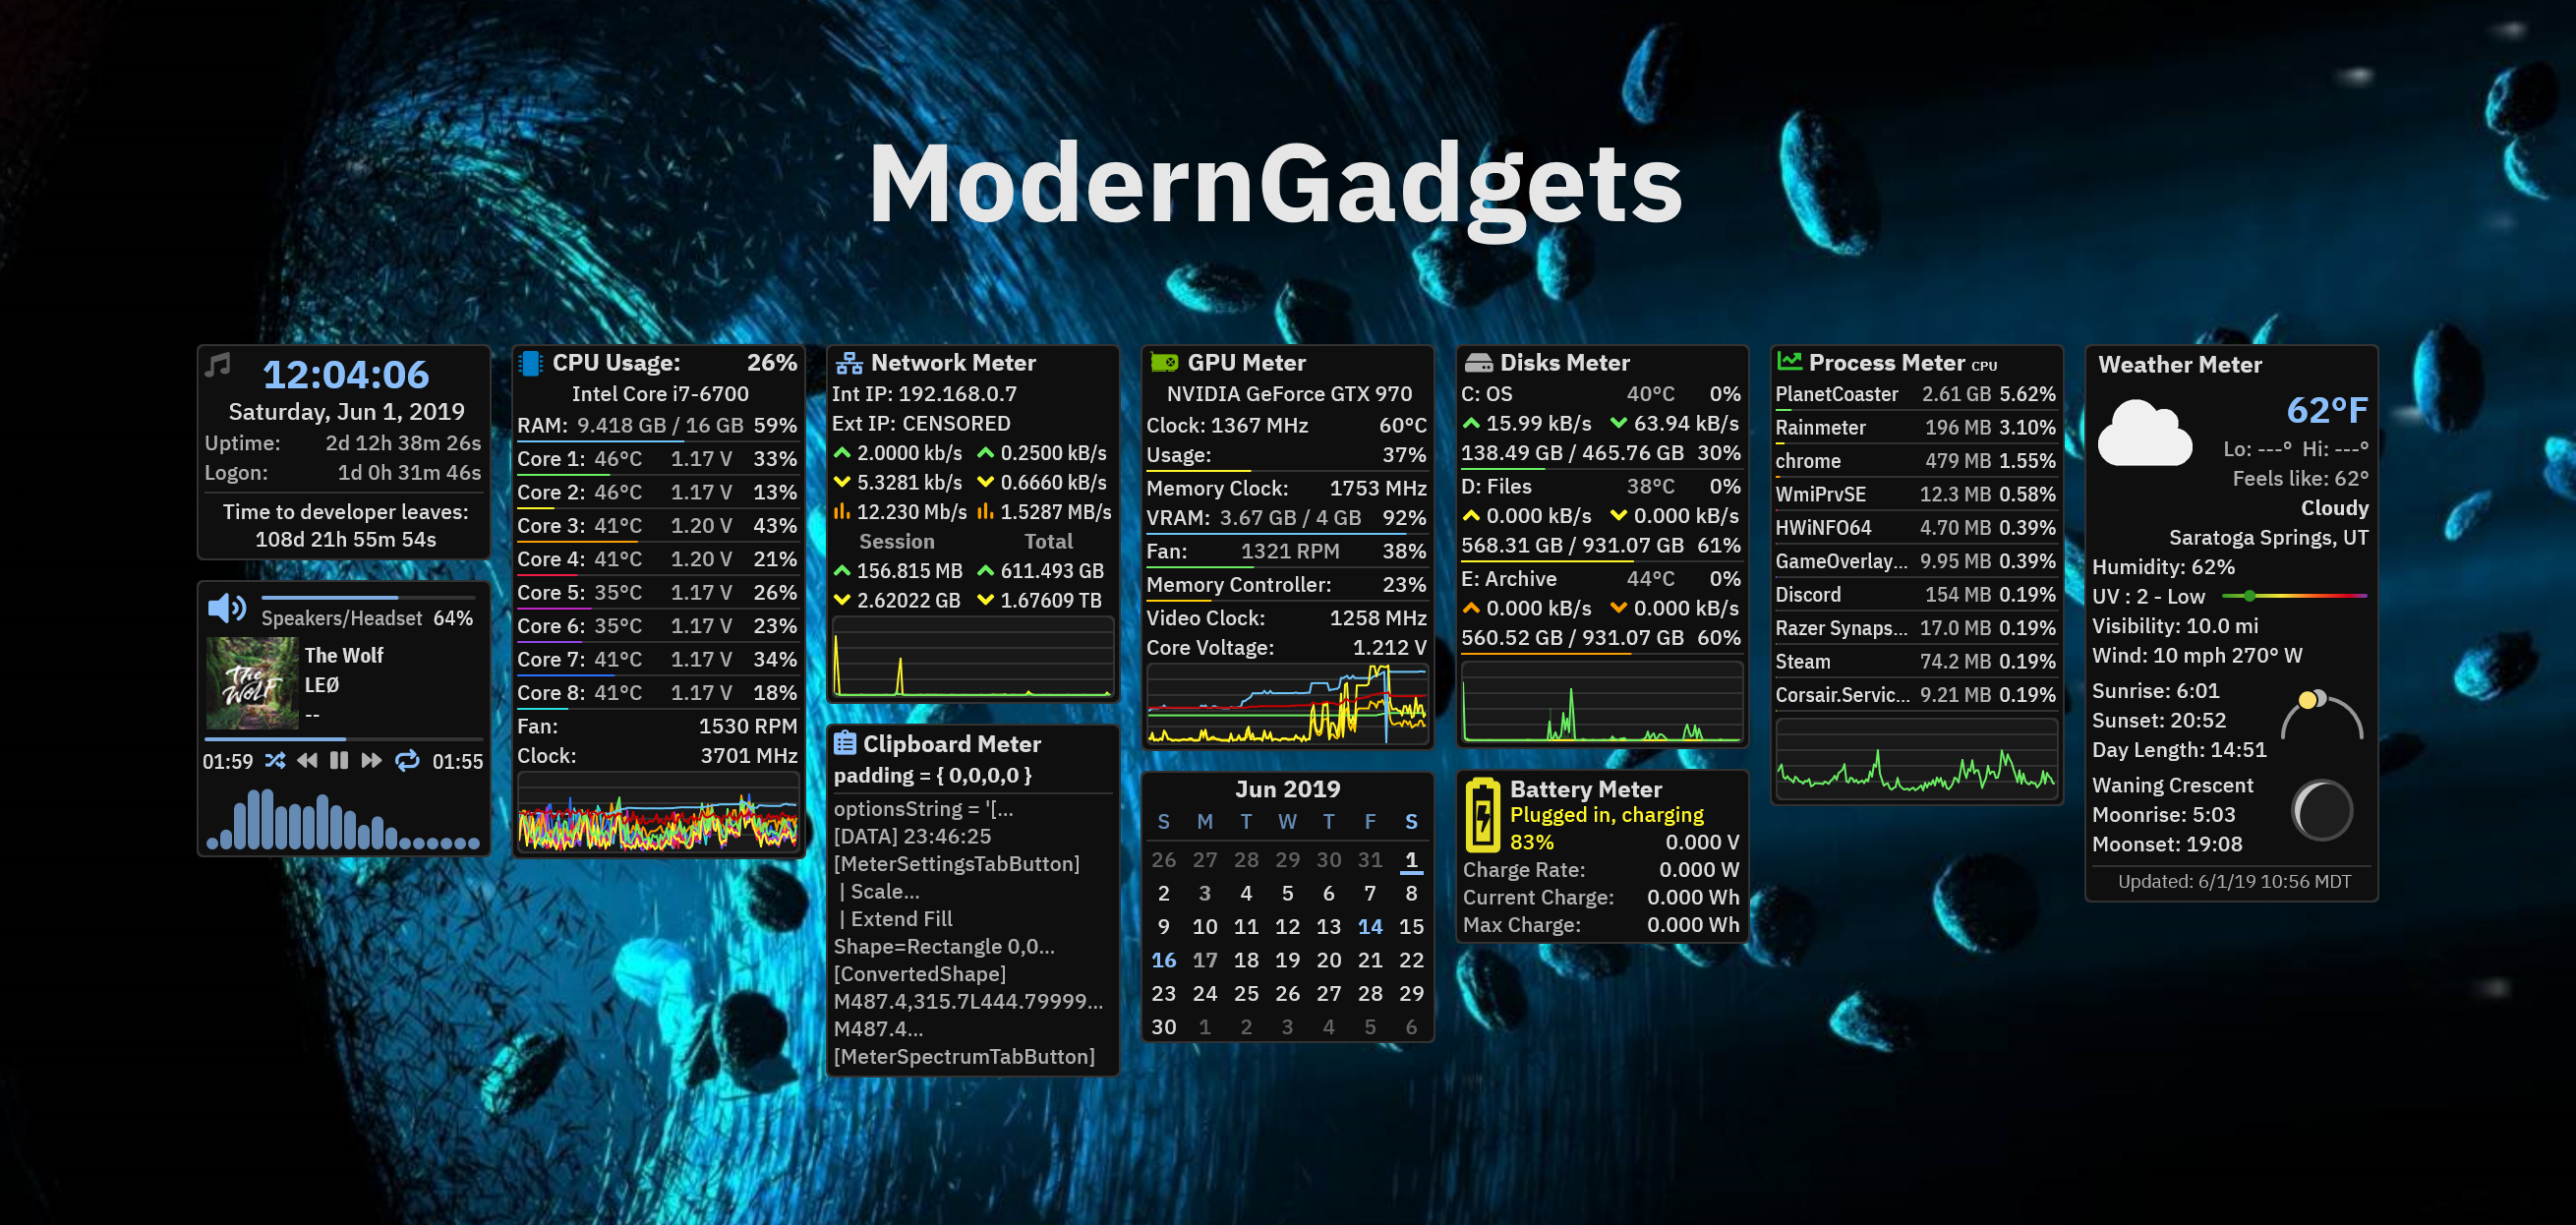 ModernGadgets
12:04:06
Saturday, Jun 1, 2019
Uptime: 2d 12h 38m 26s
Logon: 1d 0h 31m 46s
Time to developer leaves:
108d 21h 55m 54s
Speakers/Headset 64%
The WOLF
The Wolf
LEØ
--
01:59 01:55
CPU Usage: 26%
Intel Core i7-6700
RAM: 9.418 GB / 16 GB 59%
Core 1: 46°C 1.17 V 33%
Core 2: 46°C 1.17 V 13%
Core 3: 41°C 1.20 V 43%
Core 4: 41°C 1.20 V 21%
Core 5: 35°C 1.17 V 26%
Core 6: 35°C 1.17 V 23%
Core 7: 41°C 1.17 V 34%
Core 8: 41°C 1.17 V 18%
Fan: 1530 RPM
Clock: 3701 MHz
Network Meter
Int IP: 192.168.0.7
Ext IP: CENSORED
2.0000 kb/s 0.2500 kB/s
5.3281 kb/s 0.6660 kB/s
12.230 Mb/s 1.5287 MB/s
Session Total
156.815 MB 611.493 GB
2.62022 GB 1.67609 TB
Clipboard Meter
padding = { 0,0,0,0 }
optionsString = '[...
[DATA] 23:46:25
[MeterSettingsTabButton]
| Scale...
| Extend Fill
Shape=Rectangle 0,0...
[ConvertedShape]
M487.4,315.7L444.79999...
M487.4...
[MeterSpectrumTabButton]
GPU Meter
NVIDIA GeForce GTX 970
Clock: 1367 MHz 60°C
Usage: 37%
Memory Clock: 1753 MHz
VRAM: 3.67 GB / 4 GB 92%
Fan: 1321 RPM 38%
Memory Controller: 23%
Video Clock: 1258 MHz
Core Voltage: 1.212 V
Jun 2019
S M T W T F S
26 27 28 29 30 31 1
2 3 4 5 6 7 8
9 10 11 12 13 14 15
16 17 18 19 20 21 22
23 24 25 26 27 28 29
30 1 2 3 4 5 6
Disks Meter
C: OS 40°C 0%
15.99 kB/s 63.94 kB/s
138.49 GB / 465.76 GB 30%
D: Files 38°C 0%
0.000 kB/s 0.000 kB/s
568.31 GB / 931.07 GB 61%
E: Archive 44°C 0%
0.000 kB/s 0.000 kB/s
560.52 GB / 931.07 GB 60%
Battery Meter
Plugged in, charging
83% 0.000 V
Charge Rate: 0.000 W
Current Charge: 0.000 Wh
Max Charge: 0.000 Wh
Process Meter CPU
PlanetCoaster 2.61 GB 5.62%
Rainmeter 196 MB 3.10%
chrome 479 MB 1.55%
WmiPrvSE 12.3 MB 0.58%
HWiNFO64 4.70 MB 0.39%
GameOverlay... 9.95 MB 0.39%
Discord 154 MB 0.19%
Razer Synaps... 17.0 MB 0.19%
Steam 74.2 MB 0.19%
Corsair.Servic... 9.21 MB 0.19%
Weather Meter
62°F
Lo: ---° Hi: ---°
Feels like: 62°
Cloudy
Saratoga Springs, UT
Humidity: 62%
UV : 2 - Low
Visibility: 10.0 mi
Wind: 10 mph 270° W
Sunrise: 6:01
Sunset: 20:52
Day Length: 14:51
Waning Crescent
Moonrise: 5:03
Moonset: 19:08
Updated: 6/1/19 10:56 MDT